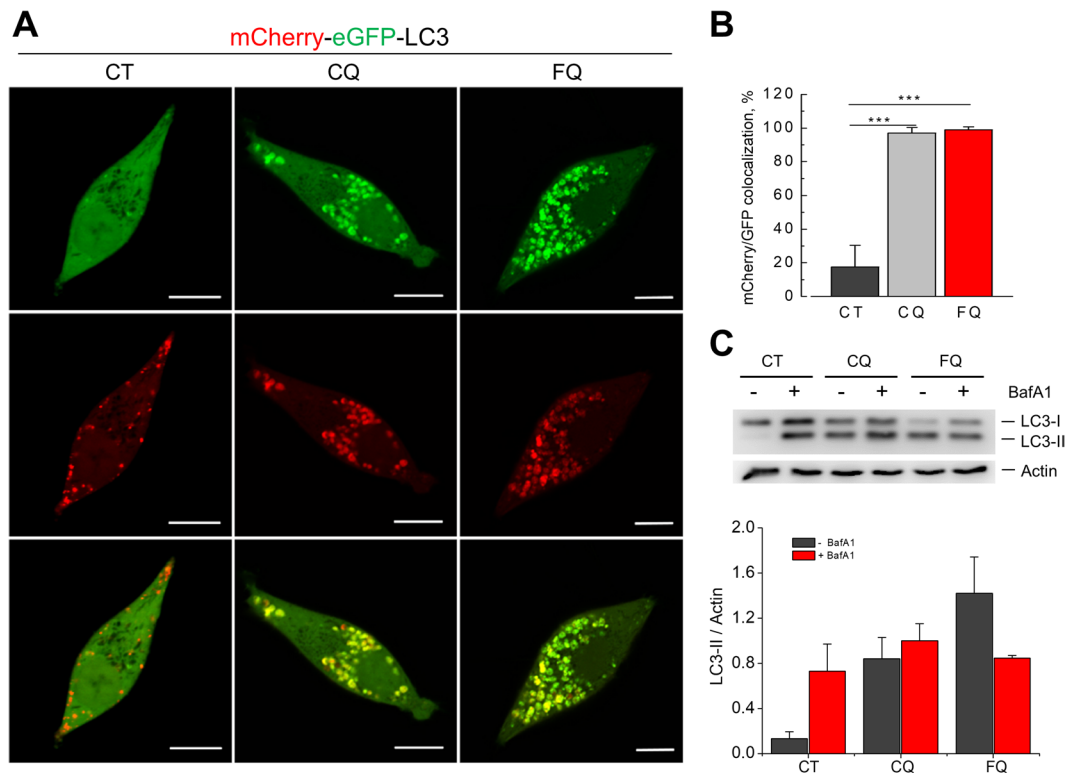 A
mCherry-eGFP-LC3
CT CQ FQ
B
mCherry/GFP colocalization, %
120
100
80
60
40
20
0
***
***
CT CQ FQ
C
CT CQ FQ
- + - + - + BafA1
LC3-I
LC3-II
Actin
LC3-II / Actin
2.0
1.6
1.2
0.8
0.4
0.0
- BafA1
+ BafA1
CT CQ FQ